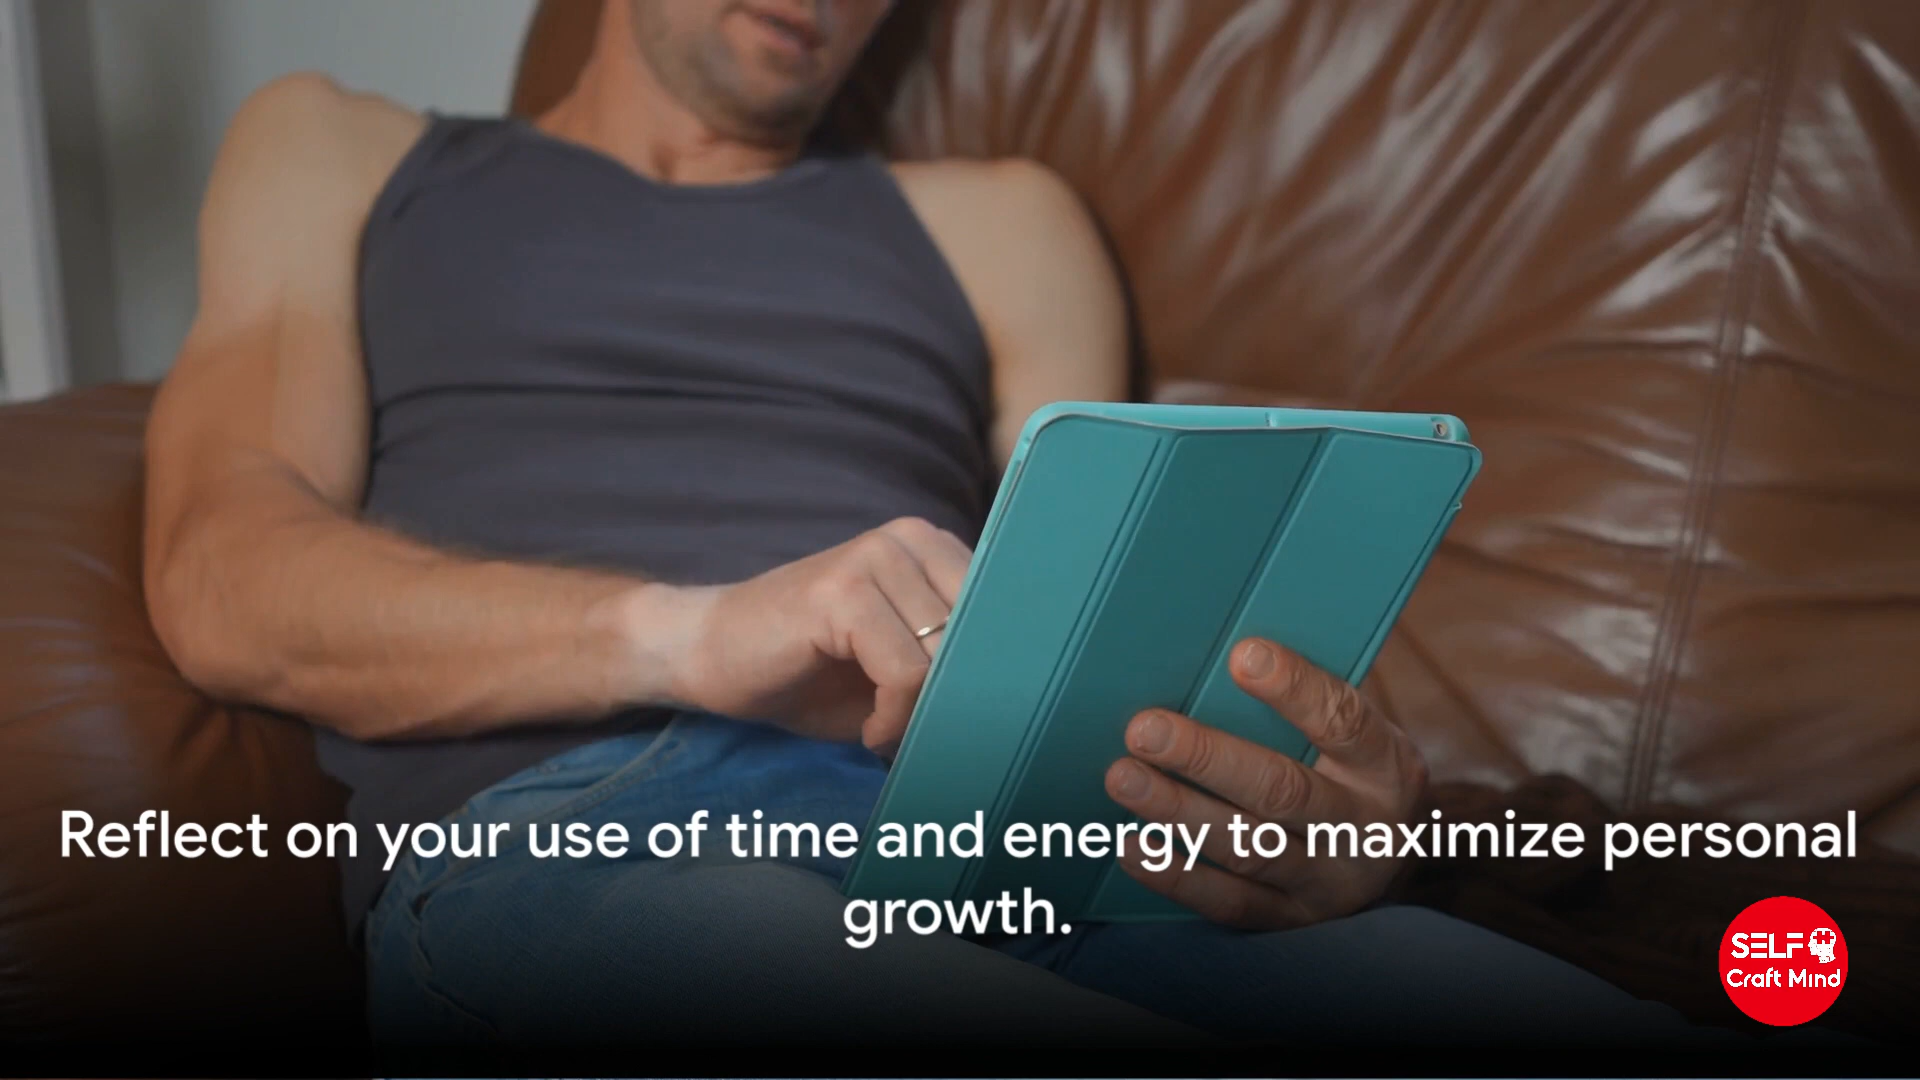 Reflect on your use of time and energy to maximize personal
growth.
SELF
Craft Mind